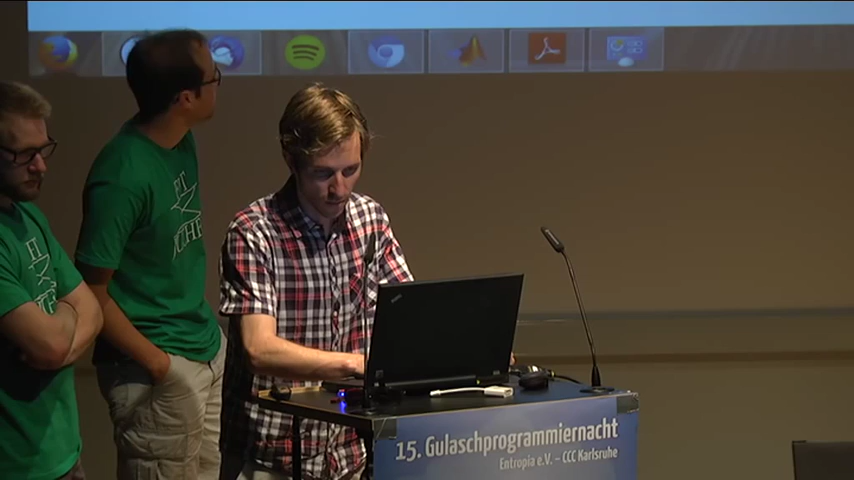 15. Gulaschprogrammiernacht
Entropia e.V. – CCC Karlsruhe